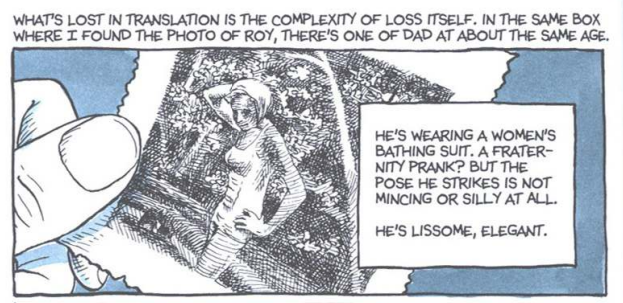 WHAT'S LOST IN TRANSLATION IS THE COMPLEXITY OF LOSS ITSELF. IN THE SAME BOX
WHERE I FOUND THE PHOTO OF ROY, THERE'S ONE OF DAD AT ABOUT THE SAME AGE.
HE'S WEARING A WOMEN'S
BATHING SUIT. A FRATER-
NITY PRANK? BUT THE
POSE HE STRIKES IS NOT
MINCING OR SILLY AT ALL.
HE'S LISSOME, ELEGANT.